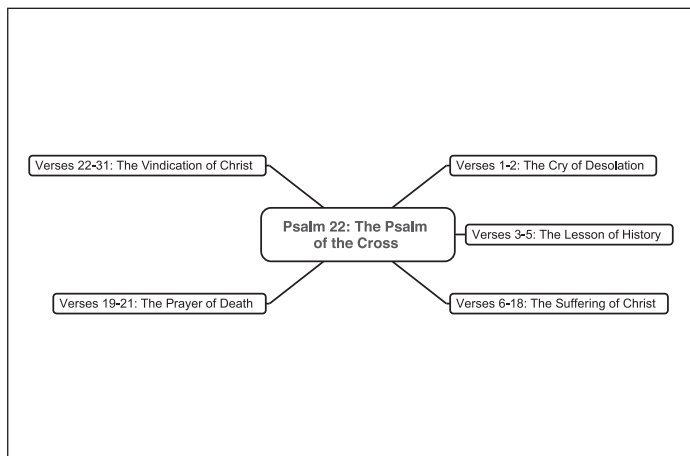 Psalm 22: The Psalm
of the Cross
Verses 1-2: The Cry of Desolation
Verses 3-5: The Lesson of History
Verses 6-18: The Suffering of Christ
Verses 19-21: The Prayer of Death
Verses 22-31: The Vindication of Christ